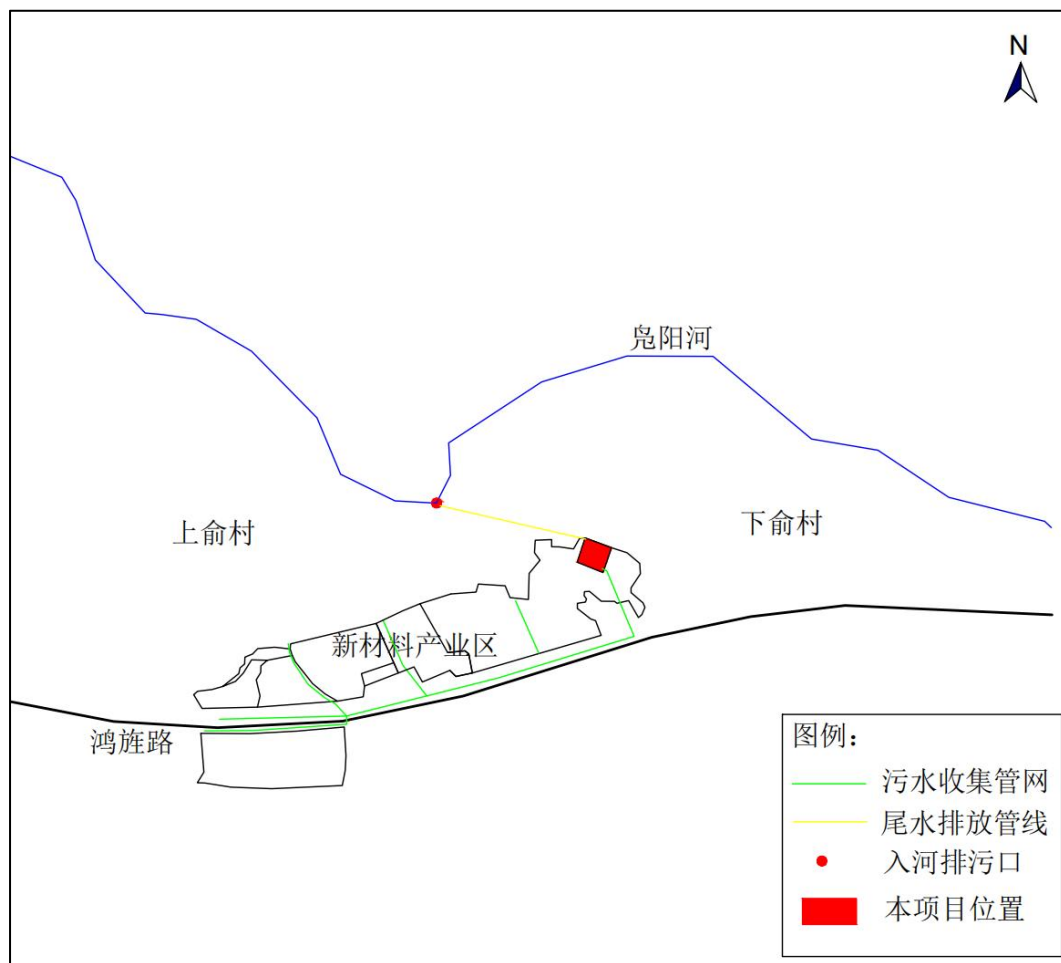 N
凫阳河
上俞村
下俞村
新材料产业区
鸿旌路
图例：
污水收集管网
尾水排放管线
入河排污口
本项目位置